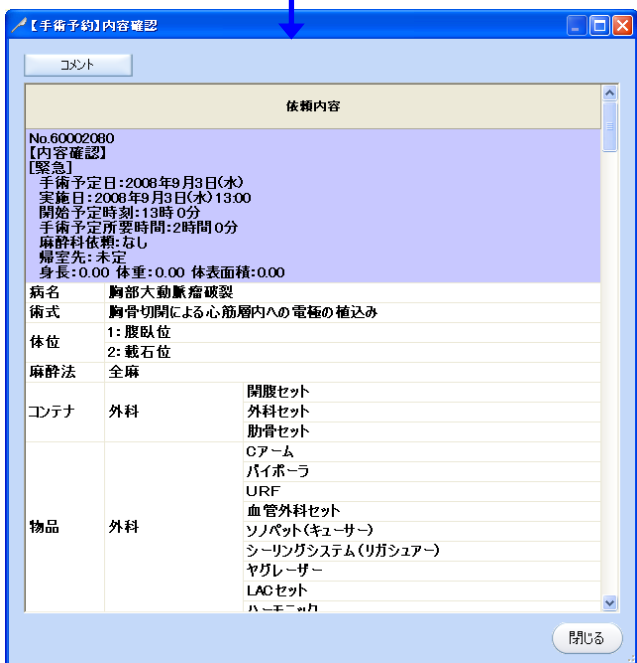 【手術予約】内容確認
コメント
依頼内容
No.60002080
【内容確認】
[緊急]
手術予定日:2008年9月3日(水)
実施日:2008年9月3日(水)13:00
開始予定時刻:13時0分
手術予定所要時間:2時間0分
麻酔科依頼:なし
帰室先:未定
身長:0.00 体重:0.00 体表面積:0.00
病名 胸部大動脈瘤破裂
術式 胸骨切開による心筋層内への電極の植込み
体位
1:腹臥位
2:載石位
麻酔法 全麻
コンテナ 外科
開腹セット
外科セット
肋骨セット
物品 外科
Cアーム
バイポーラ
URF
血管外科セット
ソノペット(キューサー)
シーリングシステム(リガシュアー)
ヤグレーザー
LACセット
ハーモニック
閉じる